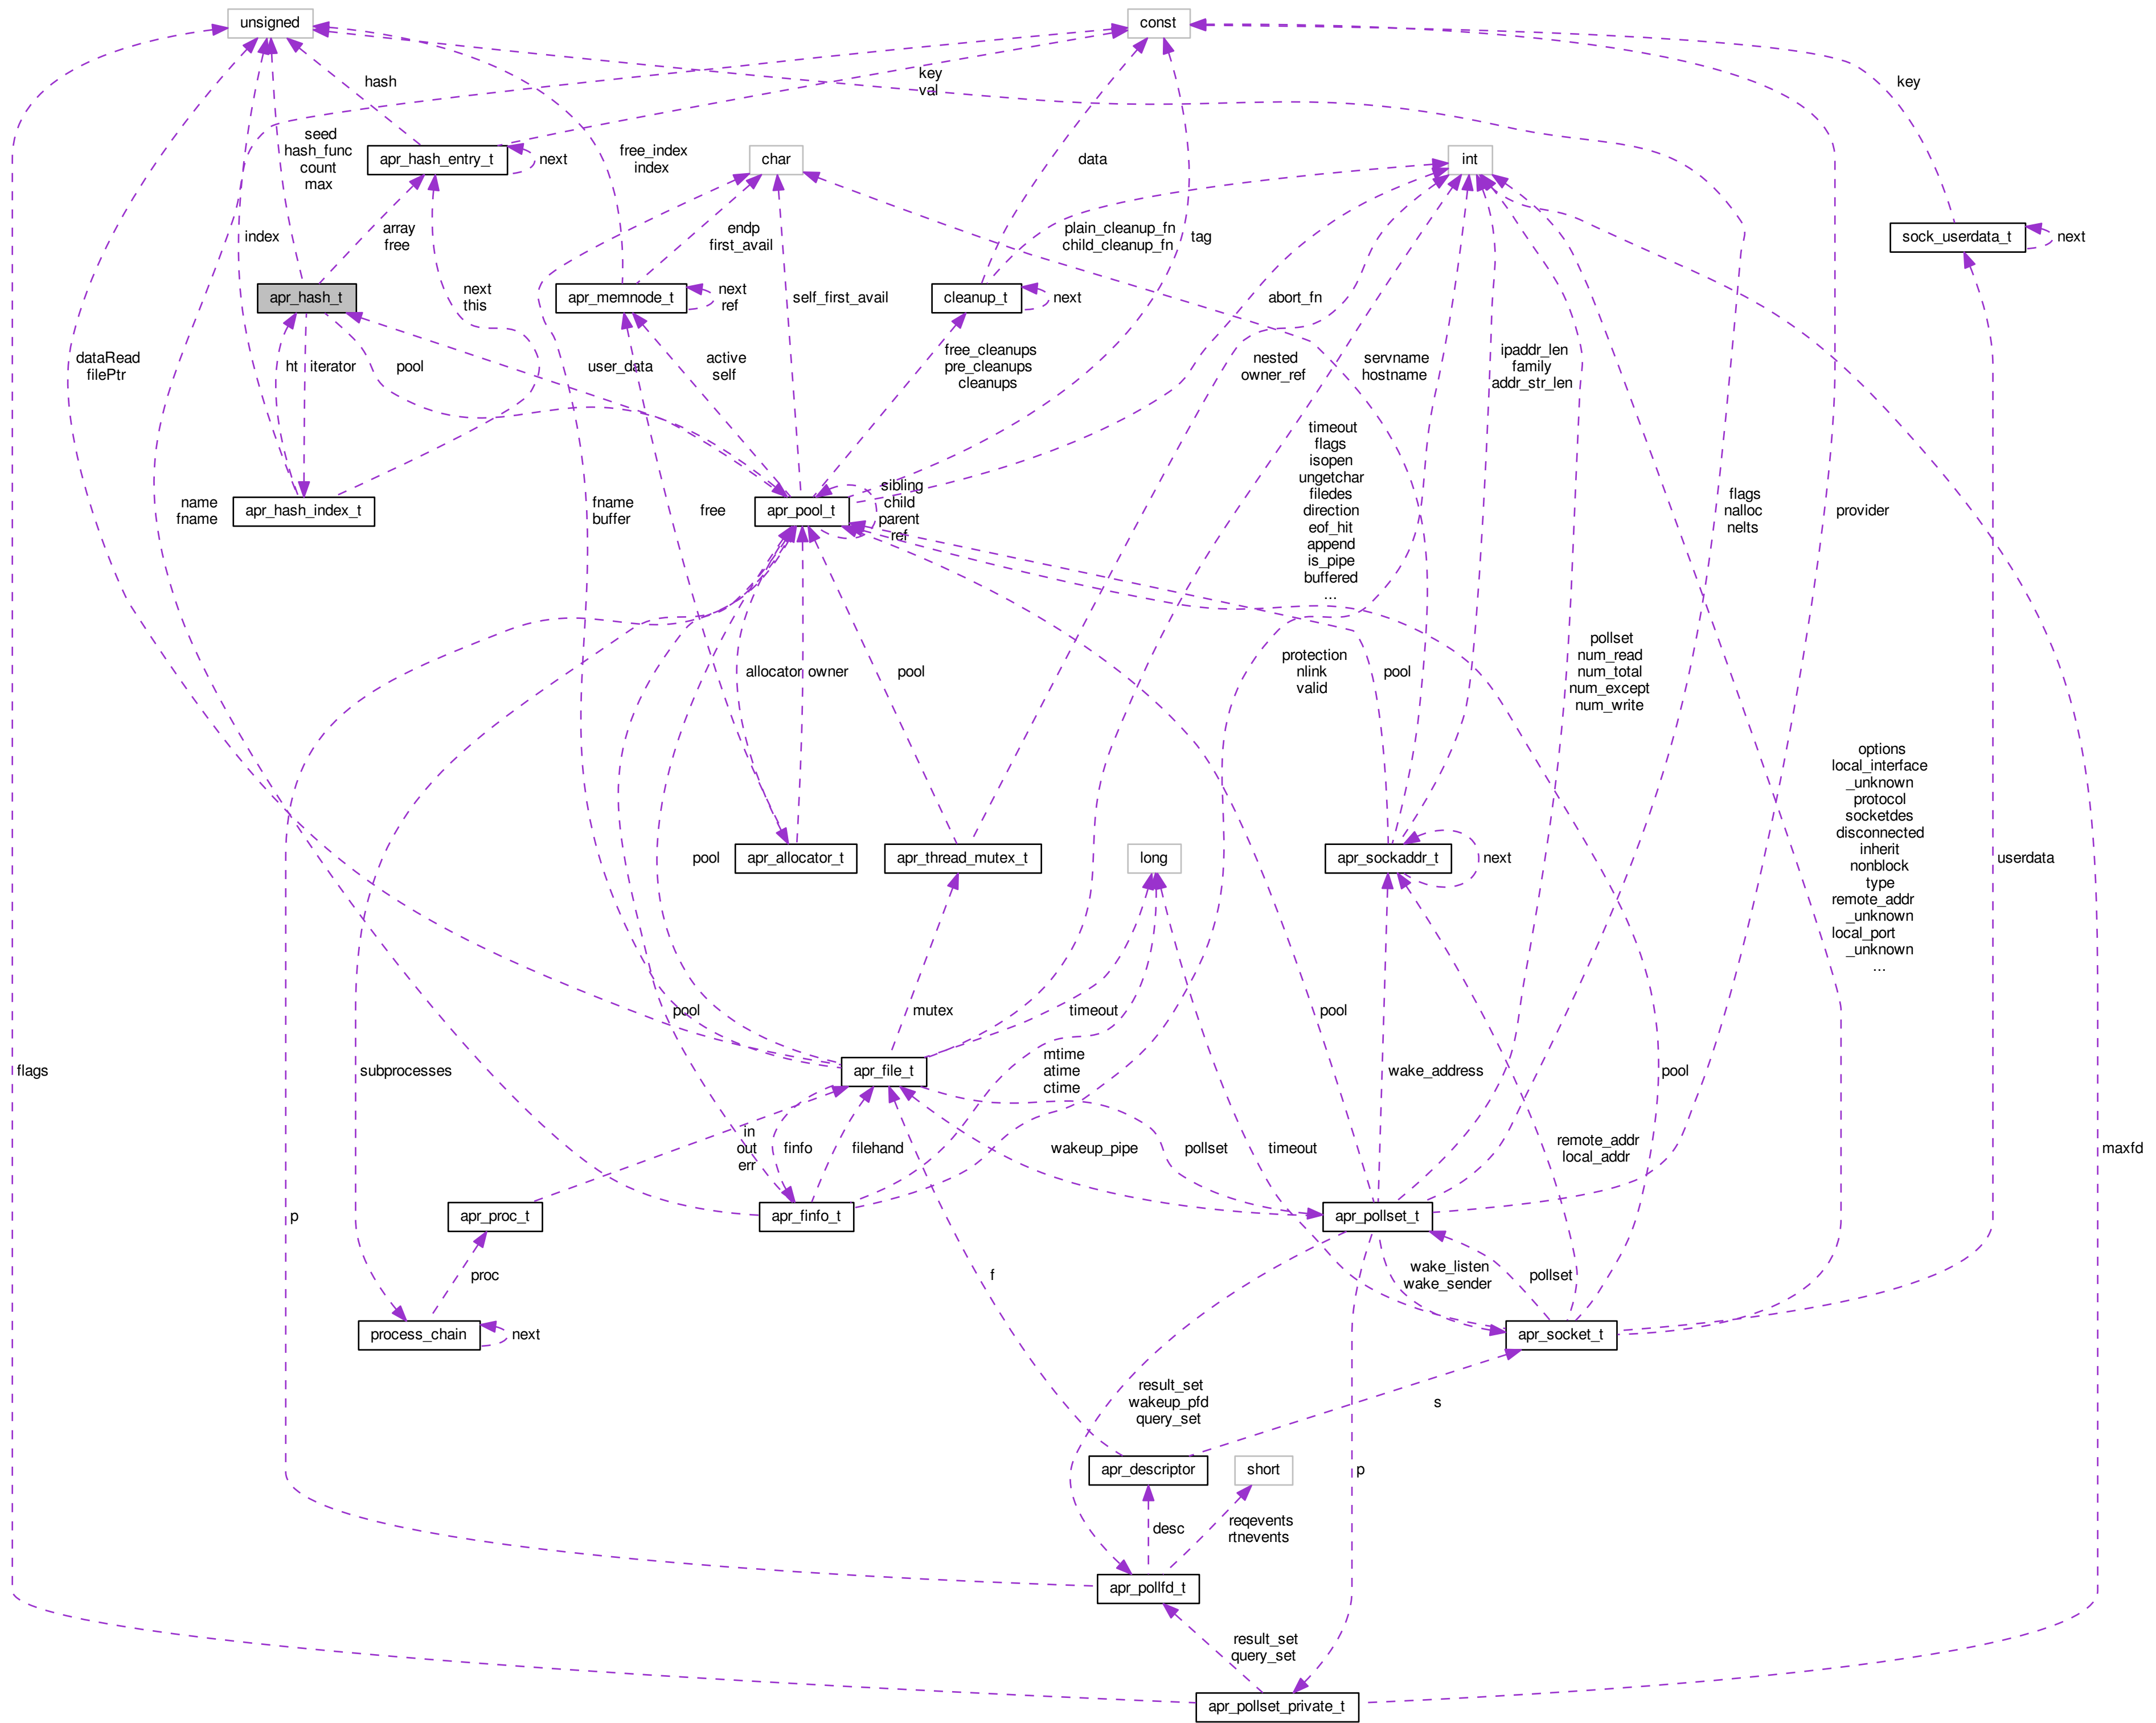 unsigned
const
hash
key
val
key
seed
hash_func
count
max
apr_hash_entry_t
next
free_index
index
char
data
int
index
array
free
endp
first_avail
plain_cleanup_fn
child_cleanup_fn
tag
sock_userdata_t
next
apr_hash_t
next
this
apr_memnode_t
next
ref
self_first_avail
cleanup_t
next
abort_fn
dataRead
filePtr
ht
iterator
pool
user_data
active
self
free_cleanups
pre_cleanups
cleanups
nested
owner_ref
servname
hostname
ipaddr_len
family
addr_str_len
name
fname
apr_hash_index_t
fname
buffer
free
apr_pool_t
sibling
child
parent
ref
timeout
flags
isopen
ungetchar
filedes
direction
eof_hit
append
is_pipe
buffered
...
flags
nalloc
nelts
provider
allocator
owner
pool
protection
nlink
valid
pool
pollset
num_read
num_total
num_except
num_write
pool
apr_allocator_t
apr_thread_mutex_t
long
apr_sockaddr_t
next
options
local_interface
_unknown
protocol
socketdes
disconnected
inherit
nonblock
type
remote_addr
_unknown
local_port
_unknown
...
userdata
pool
mutex
timeout
pool
flags
subprocesses
apr_file_t
mtime
atime
ctime
wake_address
pool
maxfd
in
out
err
finfo
filehand
wakeup_pipe
pollset
timeout
remote_addr
local_addr
p
apr_proc_t
apr_finfo_t
apr_pollset_t
proc
f
wake_listen
wake_sender
pollset
process_chain
next
apr_socket_t
result_set
wakeup_pfd
query_set
s
apr_descriptor
short
p
desc
reqevents
rtnevents
apr_pollfd_t
result_set
query_set
apr_pollset_private_t